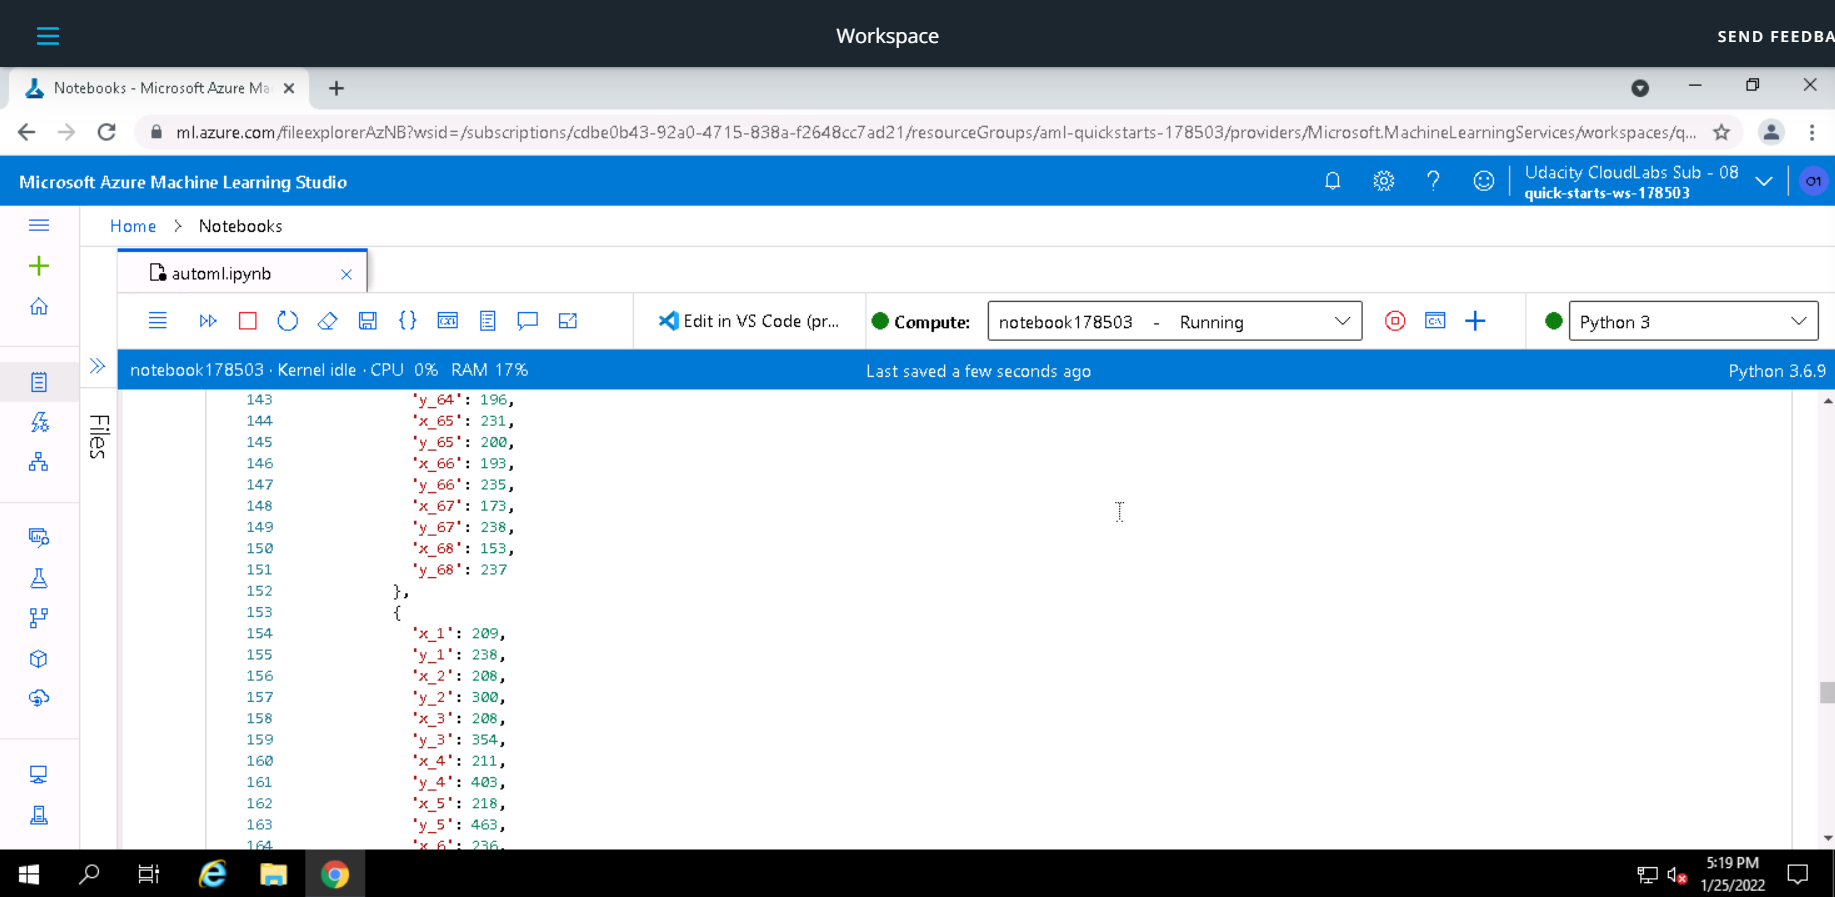 Workspace
SEND FEEDBA
Notebooks - Microsoft Azure Ma
ml.azure.com/fileexplorerAzNB?wsid=/subscriptions/cdbe0b43-92a0-4715-838a-f2648cc7ad21/resourceGroups/aml-quickstarts-178503/providers/Microsoft.MachineLearningServices/workspaces/q...
Microsoft Azure Machine Learning Studio
Udacity CloudLabs Sub - 08
quick-starts-ws-178503
O1
Home > Notebooks
automl.ipynb
Edit in VS Code (pr...
Compute:
notebook178503 - Running
Python 3
notebook178503 · Kernel idle · CPU 0% RAM 17%
Last saved a few seconds ago
Python 3.6.9
Files
143 'y_64': 196,
144 'x_65': 231,
145 'y_65': 200,
146 'x_66': 193,
147 'y_66': 235,
148 'x_67': 173,
149 'y_67': 238,
150 'x_68': 153,
151 'y_68': 237
152 },
153 {
154 'x_1': 209,
155 'y_1': 238,
156 'x_2': 208,
157 'y_2': 300,
158 'x_3': 208,
159 'y_3': 354,
160 'x_4': 211,
161 'y_4': 403,
162 'x_5': 218,
163 'y_5': 463,
164 'x_6': 236,
5:19 PM
1/25/2022